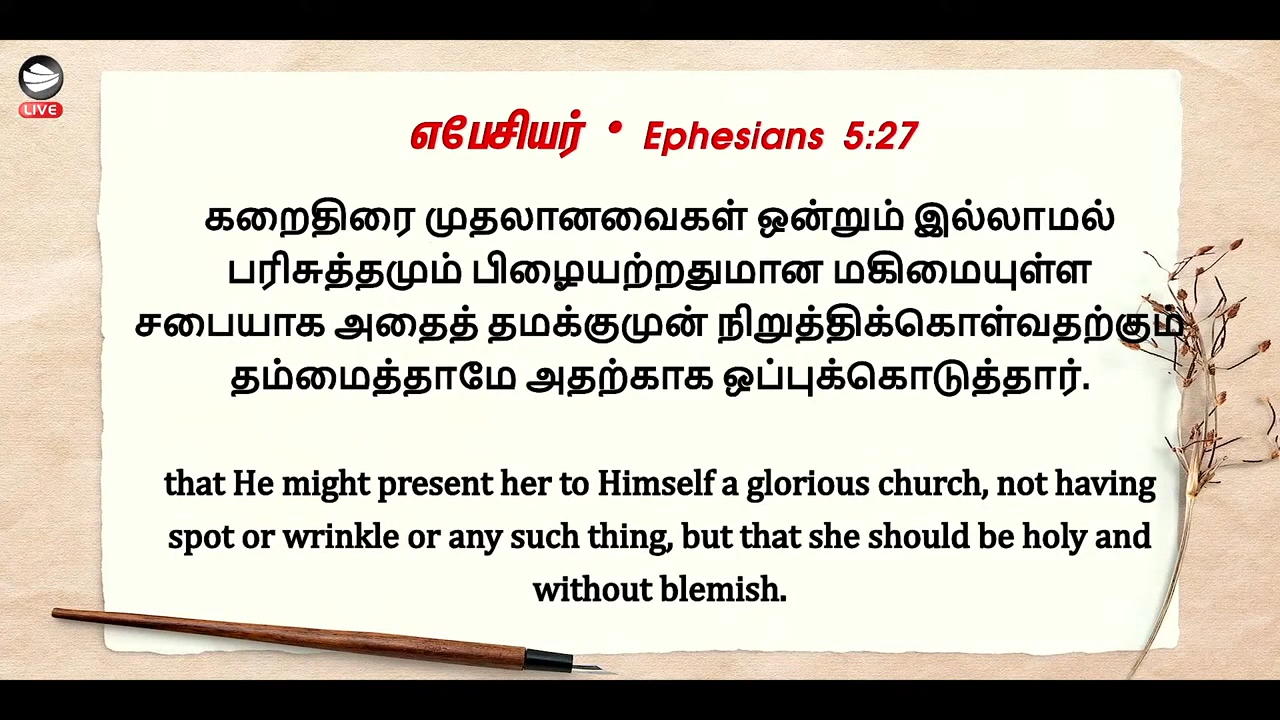 LIVE
எபேசியர் • Ephesians 5:27
கறைதிரை முதலானவைகள் ஒன்றும் இல்லாமல்
பரிசுத்தமும் பிழையற்றதுமான மகிமையுள்ள
சபையாக அதைத் தமக்குமுன் நிறுத்திக்கொள்வதற்கும்
தம்மைத்தாமே அதற்காக ஒப்புக்கொடுத்தார்.
that He might present her to Himself a glorious church, not having
spot or wrinkle or any such thing, but that she should be holy and
without blemish.